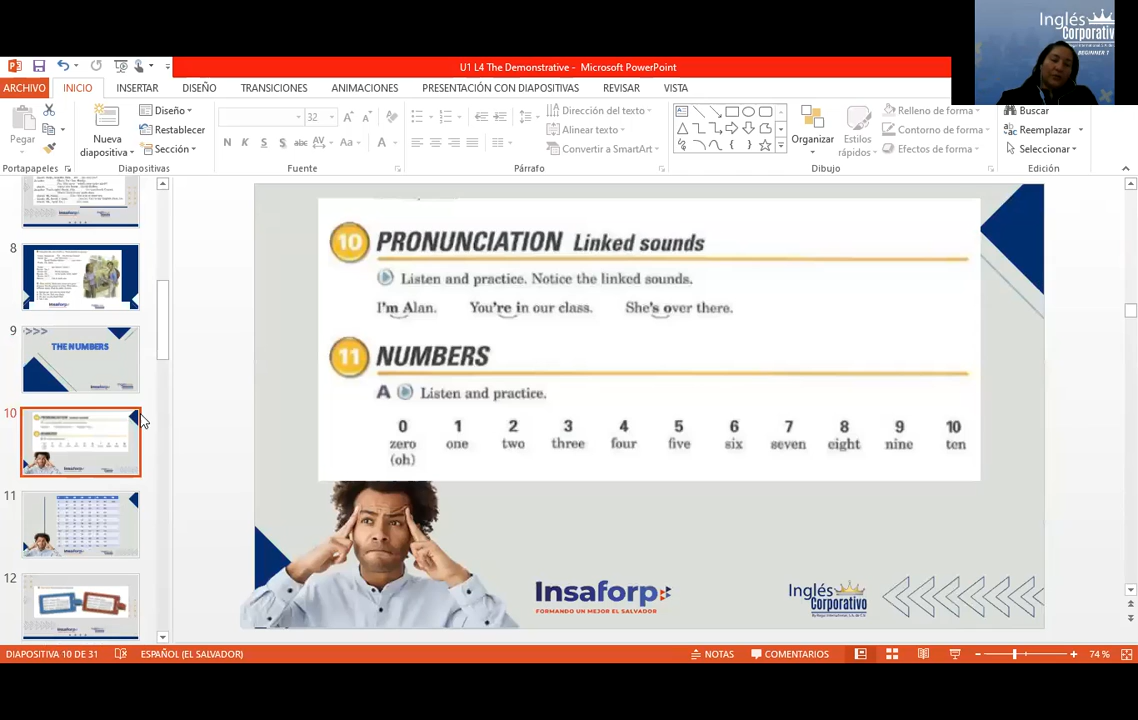 Inglés
Corporativo
BEGINNER 1
U1 L4 The Demonstrative - Microsoft PowerPoint
ARCHIVO INICIO INSERTAR DISEÑO TRANSICIONES ANIMACIONES PRESENTACIÓN CON DIAPOSITIVAS REVISAR VISTA
Pegar
Nueva diapositiva
Diseño
Restablecer
Sección
32
N K S S abc AV Aa A
Dirección del texto
Alinear texto
Convertir a SmartArt
Organizar
Estilos rápidos
Relleno de forma
Contorno de forma
Efectos de forma
Buscar
Reemplazar
Seleccionar
Portapapeles Diapositivas Fuente Párrafo Dibujo Edición
8
9
THE NUMBERS
10
11
12
10 PRONUNCIATION Linked sounds
Listen and practice. Notice the linked sounds.
I'm Alan. You're in our class. She's over there.
11 NUMBERS
A Listen and practice.
0 1 2 3 4 5 6 7 8 9 10
zero one two three four five six seven eight nine ten
(oh)
Insaforp
FORMANDO UN MEJOR EL SALVADOR
Inglés
Corporativo
DIAPOSITIVA 10 DE 31 ESPAÑOL (EL SALVADOR) NOTAS COMENTARIOS 74 %